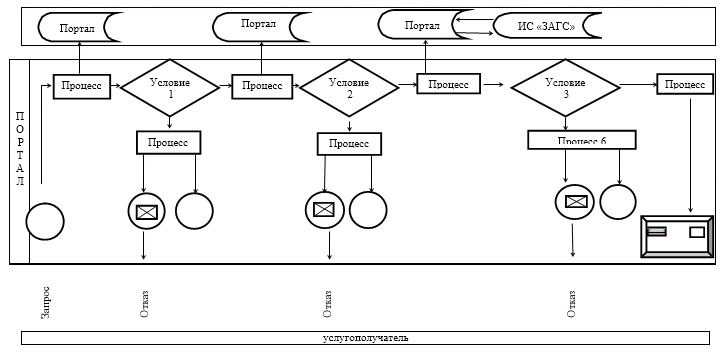 Портал
Портал
Портал
ИС «ЗАГС»
ПОРТАЛ
Процесс
Условие
1
Процесс
Условие
2
Процесс
Условие
3
Процесс
Процесс
Процесс
Процесс 6
Запрос
Отказ
Отказ
Отказ
услугополучатель